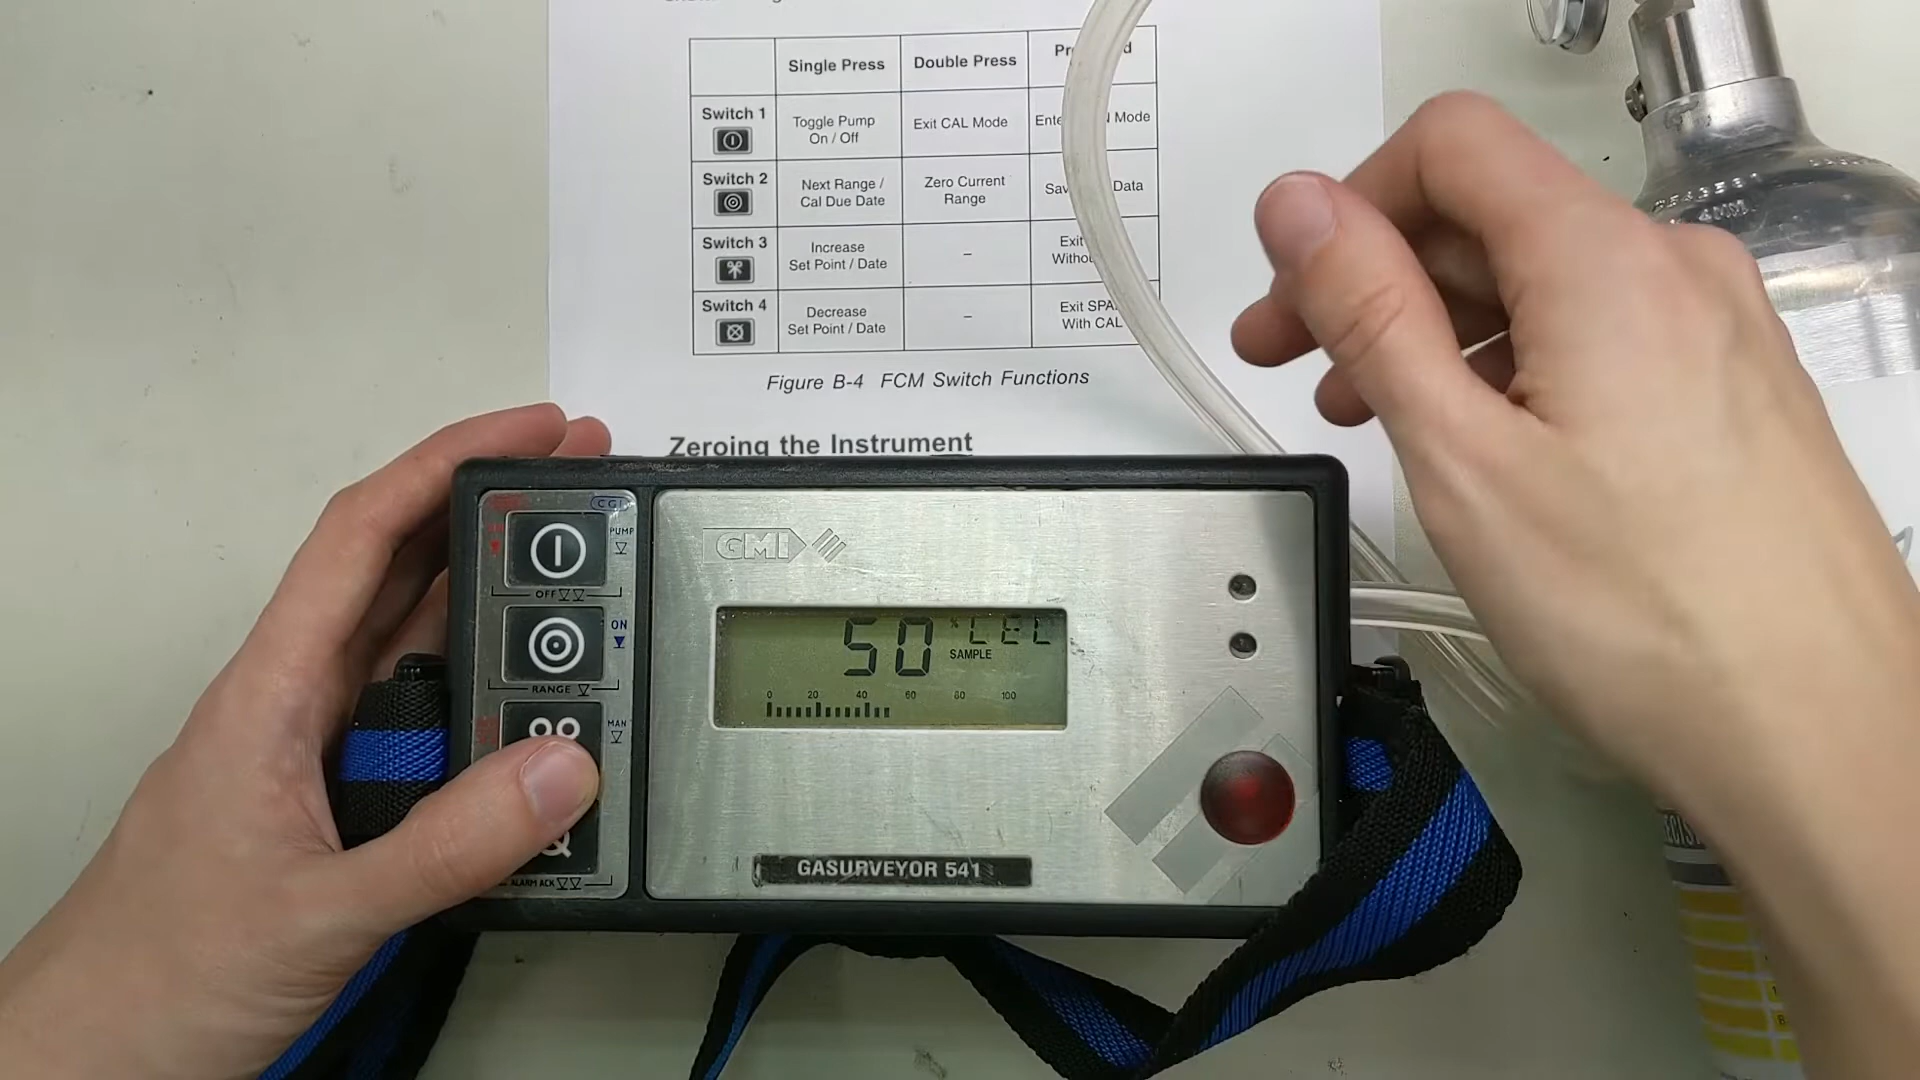 Single Press Double Press
Switch 1
Toggle Pump
On / Off
Exit CAL Mode
Mode
Switch 2
Next Range /
Cal Due Date
Zero Current
Range
Data
Switch 3
Increase
Set Point / Date
–
Exit
Switch 4
Decrease
Set Point / Date
–
Exit
With CAL
Figure B-4 FCM Switch Functions
Zeroing the Instrument
CGI
PUMP
OFF
ON
RANGE
MAN
ALARM ACK
GMI
50 % LEL
SAMPLE
0 20 40 60 80 100
GASURVEYOR 541